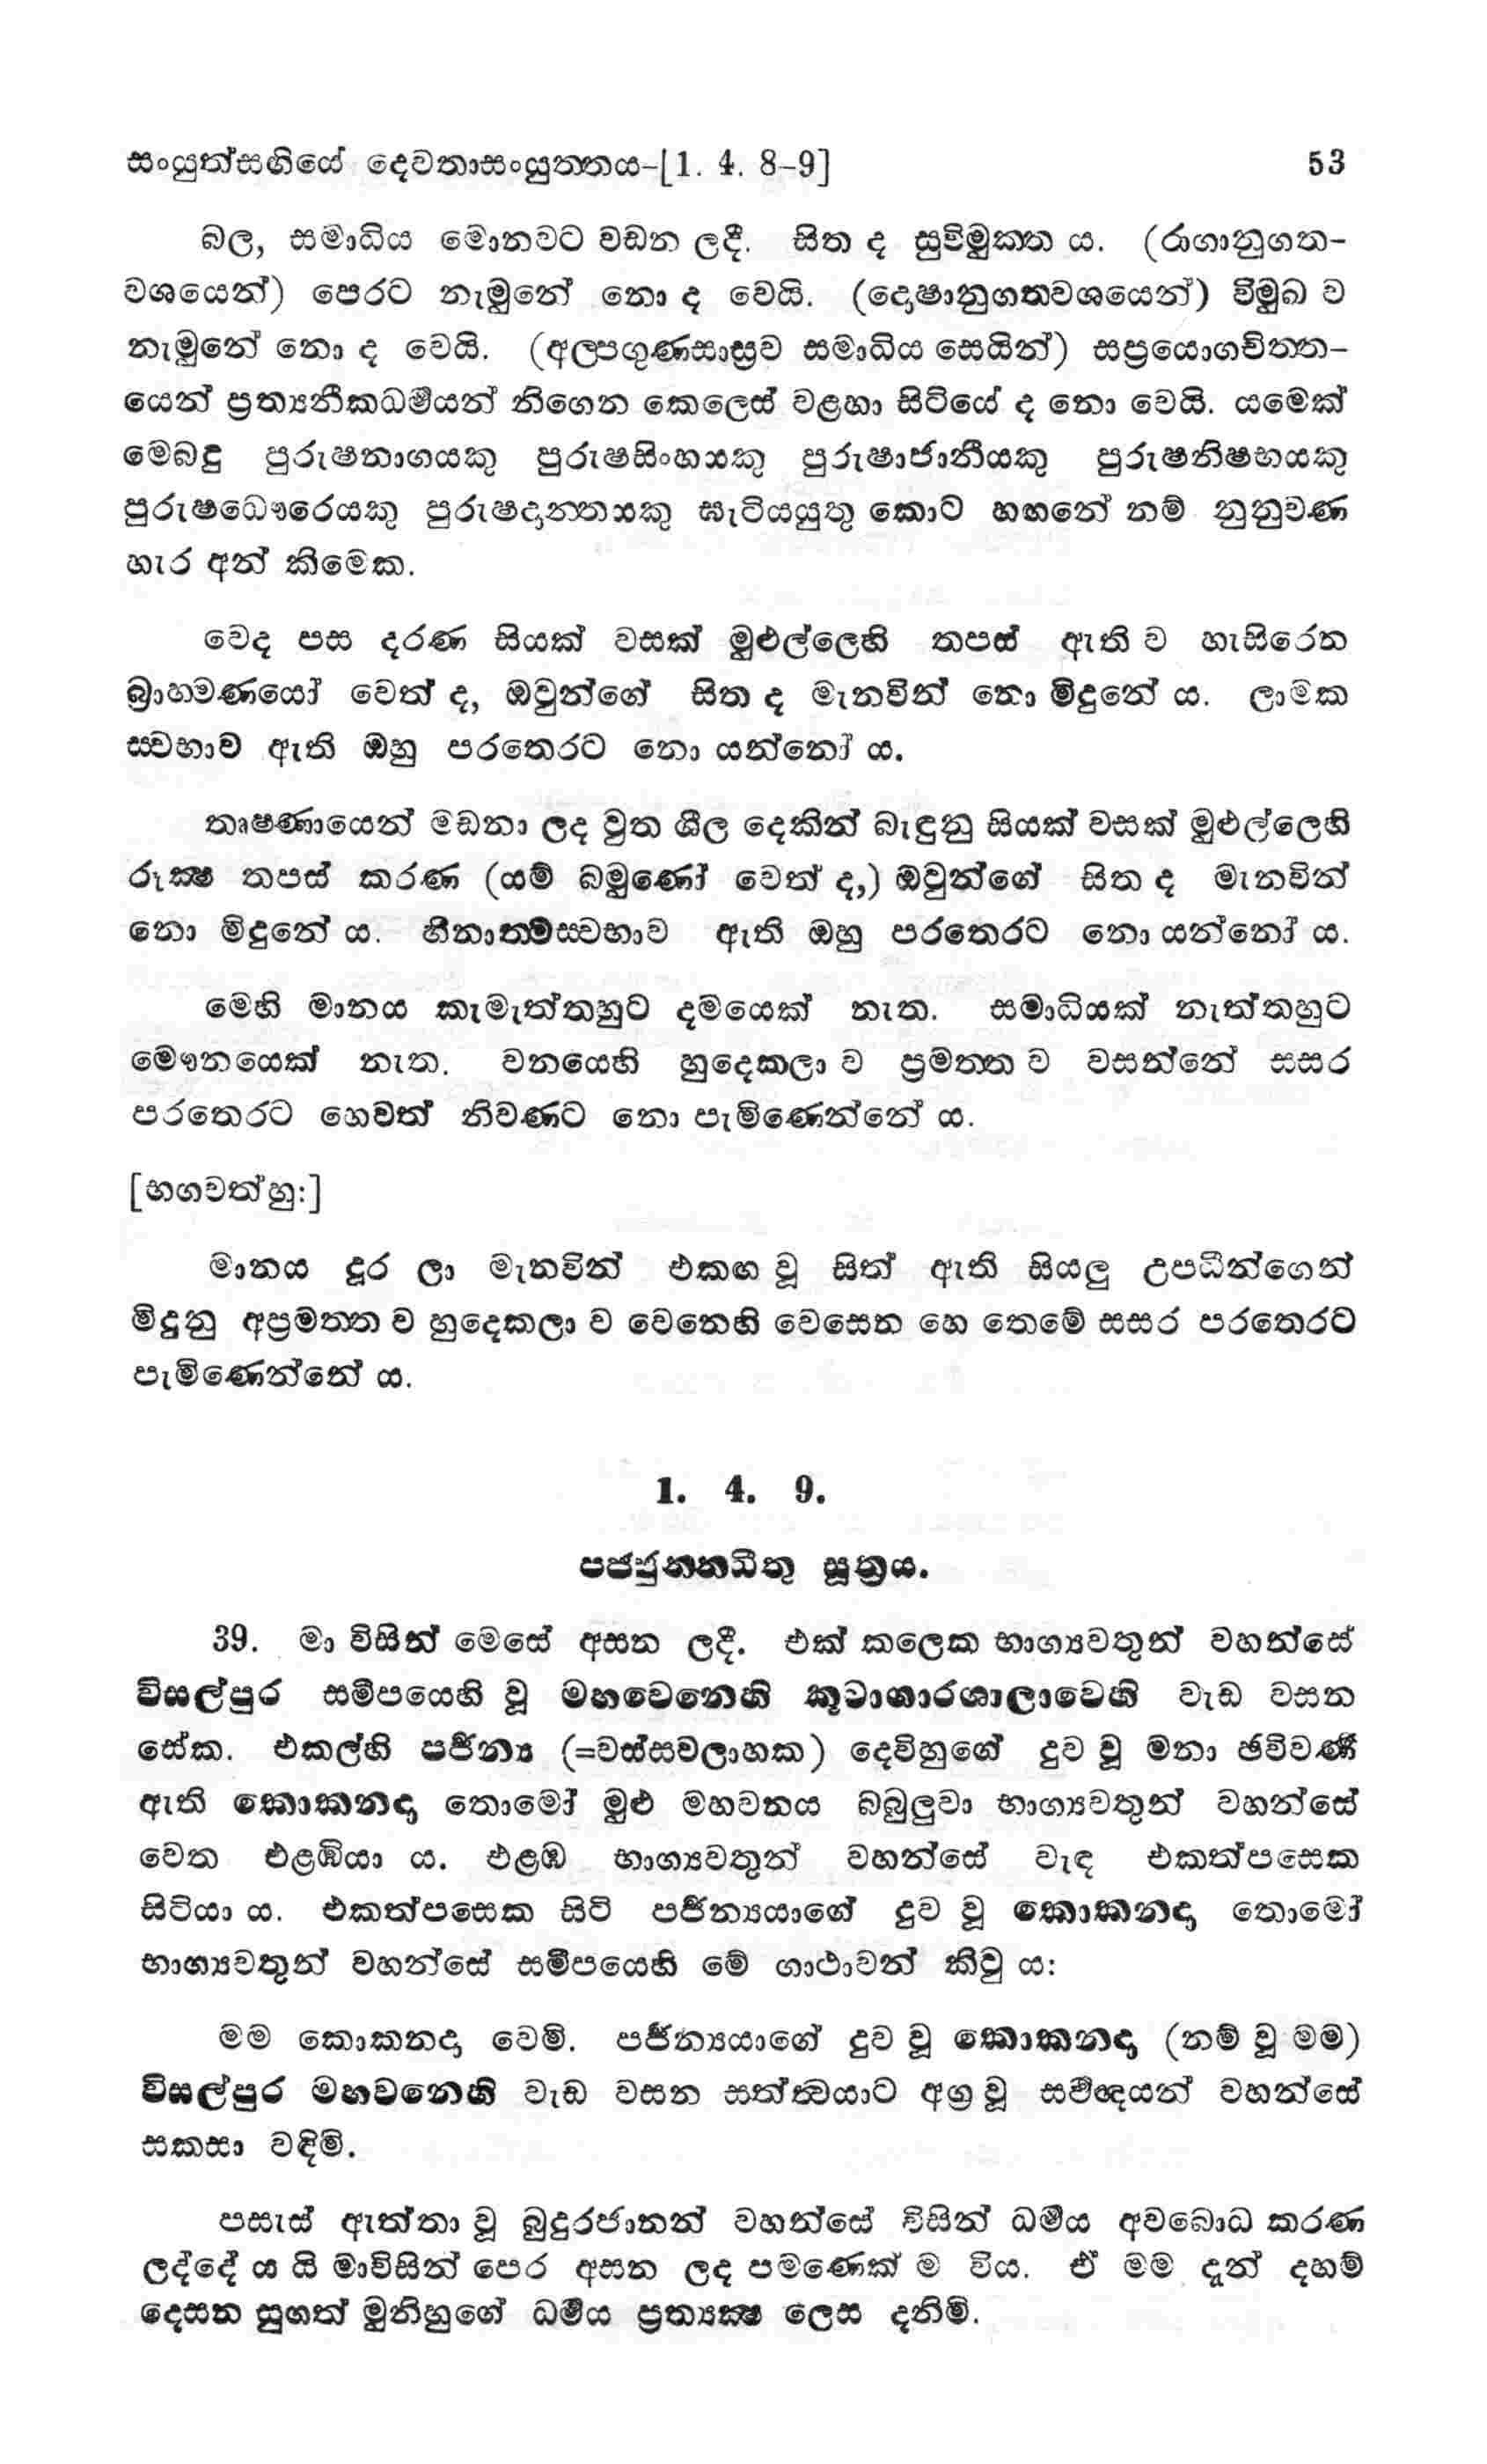 සංයුත්සඟියේ දෙවතාසංයුත්තය–[1. 4. 8–9] 53
බල, සමාධිය මොනවට වඩන ලදී. සිත ද සුවිමුක්ත ය. (රාගානුගත-
වශයෙන්) පෙරට නැමුනේ නො ද වෙයි. (දොෂානුගතවශයෙන්) විමුඛ ව
නැමුනේ නො ද වෙයි. (අල්පගුණසාස්‍රව සමාධිය සෙයින්) සප්‍රයොගචිත්ත-
යෙන් ප්‍රත්‍යනීකධර්‍මයන් නිගෙන කෙලෙස් වළහා සිටියේ ද නො වෙයි. යමෙක්
මෙබඳු පුරුෂනාගයකු පුරුෂසිංහයකු පුරුෂාජානීයකු පුරුෂනිෂභයකු
පුරුෂධෞරෙයකු පුරුෂදාන්තයකු ඝැටියයුතු කොට හඟනේ නම් නුනුවණ
හැර අන් කිමෙක.
වෙද පස දරණ සියක් වසක් මුළුල්ලෙහි තපස් ඇති ව හැසිරෙන
බ්‍රාහමණයෝ වෙත් ද, ඔවුන්ගේ සිත ද මැනවින් නො මිදුනේ ය. ලාමක
ස්වභාව ඇති ඔහු පරතෙරට නො යන්නෝ ය.
තෘෂ්ණායෙන් මඩනා ලද වුත ශීල දෙකින් බැඳුනු සියක් වසක් මුළුල්ලෙහි
රූක්‍ෂ තපස් කරණ (යම් බමුණෝ වෙත් ද,) ඔවුන්ගේ සිත ද මැනවින්
නො මිදුනේ ය. හීනාත්මස්වභාව ඇති ඔහු පරතෙරට නො යන්නෝ ය.
මෙහි මානය කැමැත්තහුට දමයෙක් නැත. සමාධියක් නැත්තහුට
මෞනයෙක් නැත. වනයෙහි හුදෙකලා ව ප්‍රමත්ත ව වසන්නේ සසර
පරතෙරට හෙවත් නිවණට නො පැමිණෙන්නේ ය.
[භගවත්හු:]
මානය දුර ලා මැනවින් එකඟ වූ සිත් ඇති සියලු උපධීන්ගෙන්
මිදුනු අප්‍රමත්ත ව හුදෙකලා ව වෙනෙහි වෙසෙන හෙ තෙමේ සසර පරතෙරට
පැමිණෙන්නේ ය.
1. 4. 9.
පජ්ජුන්නධීතු සූත්‍රය.
39. මා විසින් මෙසේ අසන ලදී. එක් කලෙක භාග්‍යවතුන් වහන්සේ
විසල්පුර සමීපයෙහි වූ මහවෙනෙහි කූටාගාරශාලාවෙහි වැඩ වසන
සේක. එකල්හි පර්‍ජන්‍ය (=වස්සවලාහක) දෙවිහුගේ දුව වූ මනා ඡවිවර්‍ණ
ඇති කොකනදා තොමෝ මුළු මහවනය බබුලුවා භාග්‍යවතුන් වහන්සේ
වෙත එළඹියා ය. එළඹ භාග්‍යවතුන් වහන්සේ වැඳ එකත්පසෙක
සිටියා ය. එකත්පසෙක සිටි පර්‍ජන්‍යයාගේ දුව වූ කොකනදා තොමෝ
භාග්‍යවතුන් වහන්සේ සමීපයෙහි මේ ගාථාවන් කිවු ය:
මම කොකනදා වෙමි. පර්‍ජන්‍යයාගේ දුව වූ කොකනදා (නම් වූ මම)
විසල්පුර මහවනෙහි වැඩ වසන සත්ත්වයාට අග්‍ර වූ සර්‍වඥයන් වහන්සේ
සකසා වඳිමි.
පසැස් ඇත්තා වූ බුදුරජානන් වහන්සේ විසින් ධර්‍මය අවබොධ කරණ
ලද්දේ ය යි මාවිසින් පෙර අසන ලද පමණෙක් ම විය. ඒ මම දැන් දහම්
දෙසන සුගත් මුනිහුගේ ධර්‍මය ප්‍රත්‍යක්‍ෂ ලෙස දනිමි.